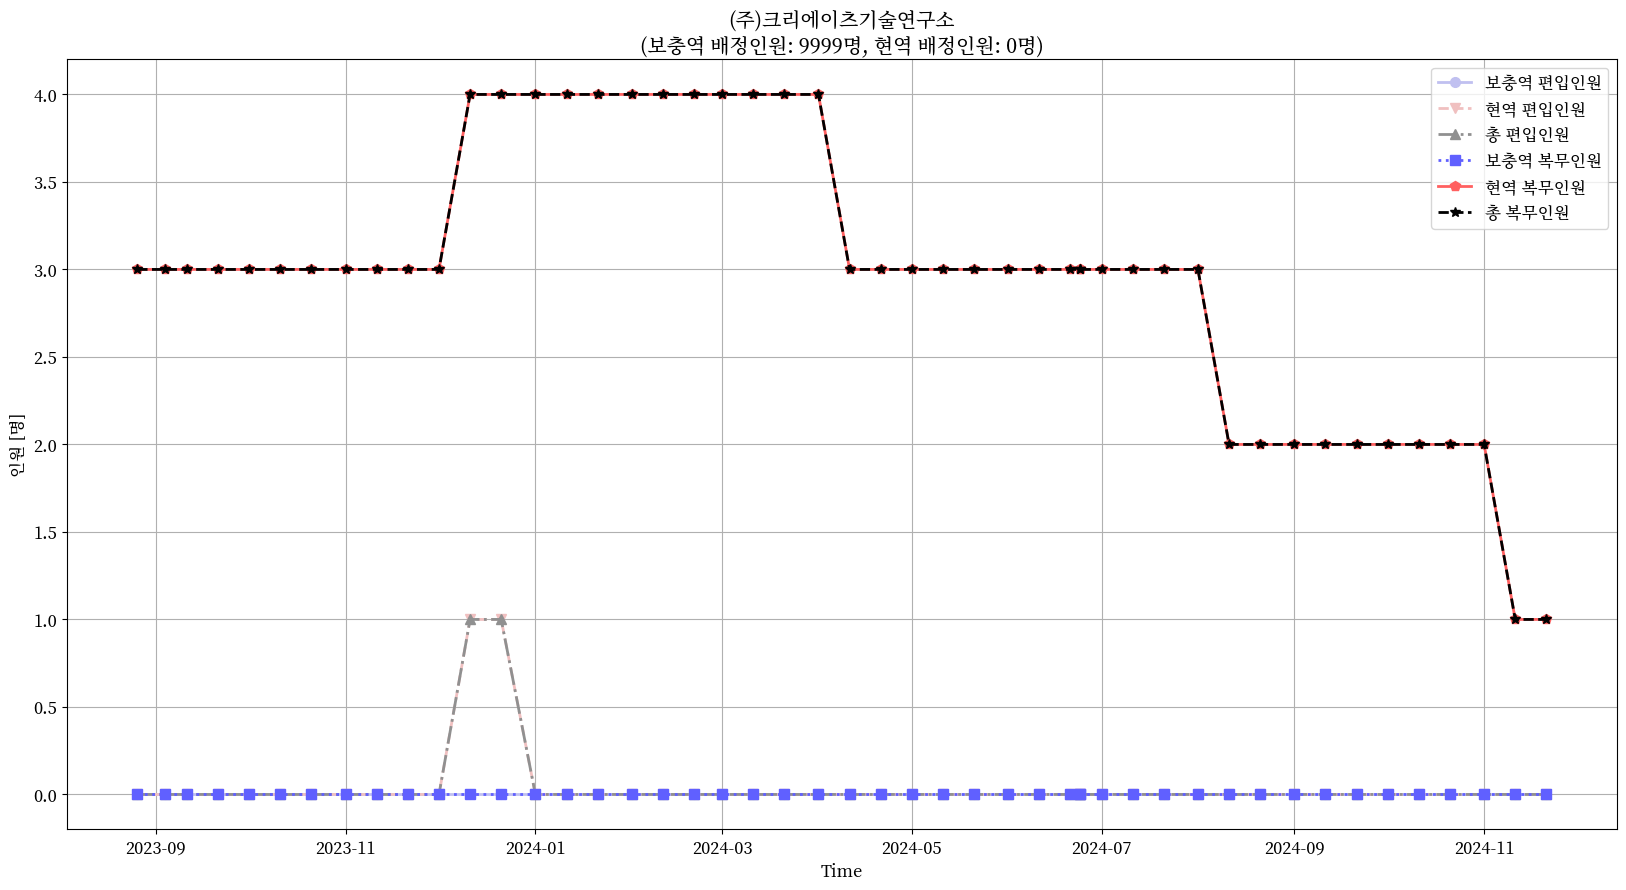 (주)크리에이츠기술연구소
(보충역 배정인원: 9999명, 현역 배정인원: 0명)
보충역 편입인원
현역 편입인원
총 편입인원
보충역 복무인원
현역 복무인원
총 복무인원
4.0
3.5
3.0
2.5
2.0
1.5
1.0
0.5
0.0
인원 [명]
2023-09
2023-11
2024-01
2024-03
2024-05
2024-07
2024-09
2024-11
Time